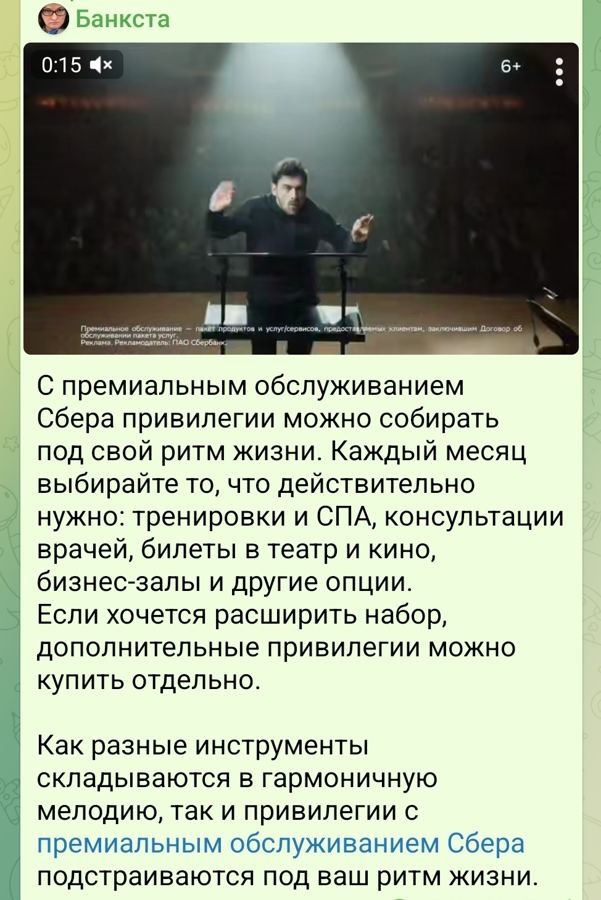 Банкста
0:15
6+
Премиальное обслуживание — пакет продуктов и услуг/сервисов, предоставляемых клиентам, заключившим Договор об
обслуживании пакета услуг.
Реклама. Рекламодатель: ПАО Сбербанк.
С премиальным обслуживанием
Сбера привилегии можно собирать
под свой ритм жизни. Каждый месяц
выбирайте то, что действительно
нужно: тренировки и СПА, консультации
врачей, билеты в театр и кино,
бизнес-залы и другие опции.
Если хочется расширить набор,
дополнительные привилегии можно
купить отдельно.
Как разные инструменты
складываются в гармоничную
мелодию, так и привилегии с
премиальным обслуживанием Сбера
подстраиваются под ваш ритм жизни.